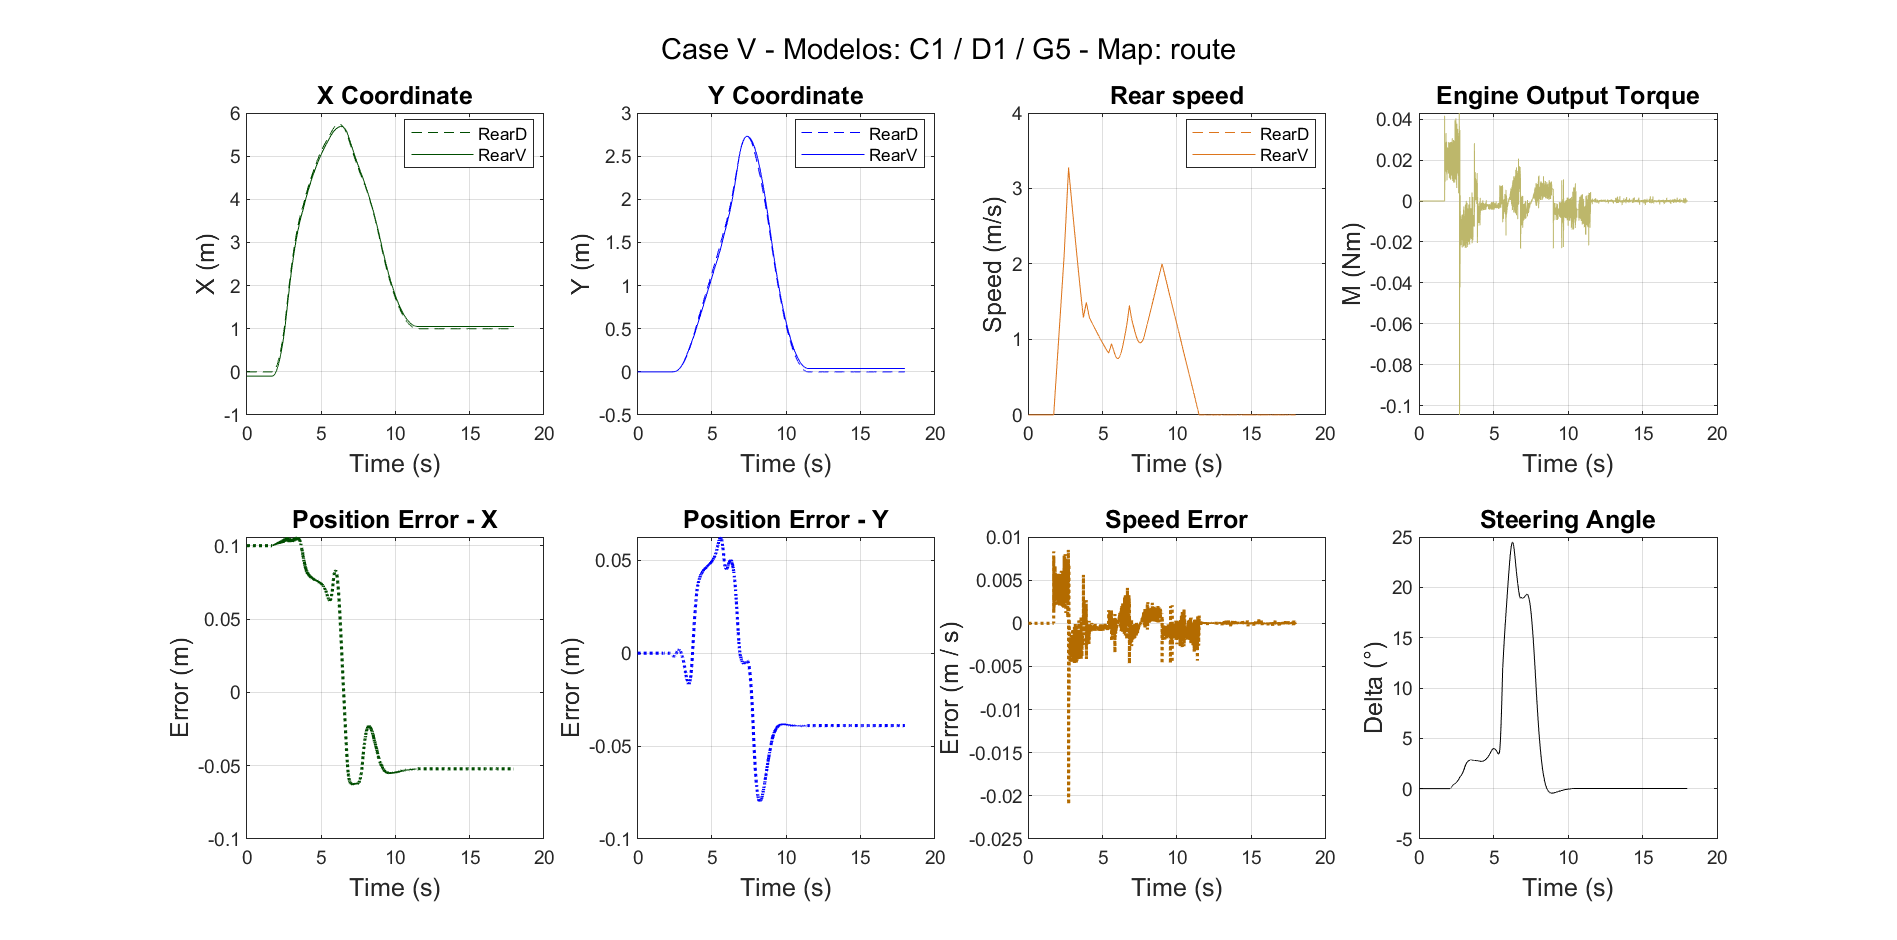 Case V - Modelos: C1 / D1 / G5 - Map: route
X Coordinate
6
5
4
3
2
1
0
-1
X (m)
RearD
RearV
0 5 10 15 20
Time (s)
Y Coordinate
3
2.5
2
1.5
1
0.5
0
-0.5
Y (m)
RearD
RearV
0 5 10 15 20
Time (s)
Rear speed
4
3
2
1
0
Speed (m/s)
RearD
RearV
0 5 10 15 20
Time (s)
Engine Output Torque
0.04
0.02
0
-0.02
-0.04
-0.06
-0.08
-0.1
M (Nm)
0 5 10 15 20
Time (s)
Position Error - X
0.1
0.05
0
-0.05
-0.1
Error (m)
0 5 10 15 20
Time (s)
Position Error - Y
0.05
0
-0.05
-0.1
Error (m)
0 5 10 15 20
Time (s)
Speed Error
0.01
0.005
0
-0.005
-0.01
-0.015
-0.02
-0.025
Error (m / s)
0 5 10 15 20
Time (s)
Steering Angle
25
20
15
10
5
0
-5
Delta (°)
0 5 10 15 20
Time (s)